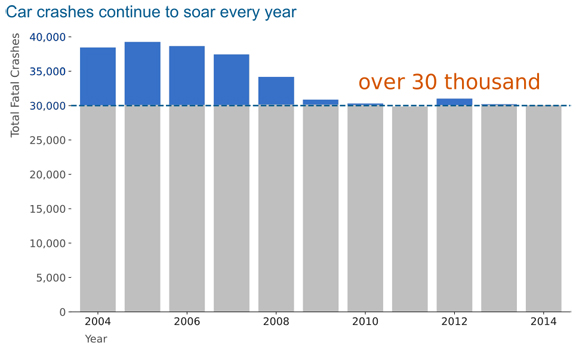 Car crashes continue to soar every year
Total Fatal Crashes
40,000
35,000
over 30 thousand
30,000
25,000
20,000
15,000
10,000
5,000
0
2004 2006 2008 2010 2012 2014
Year